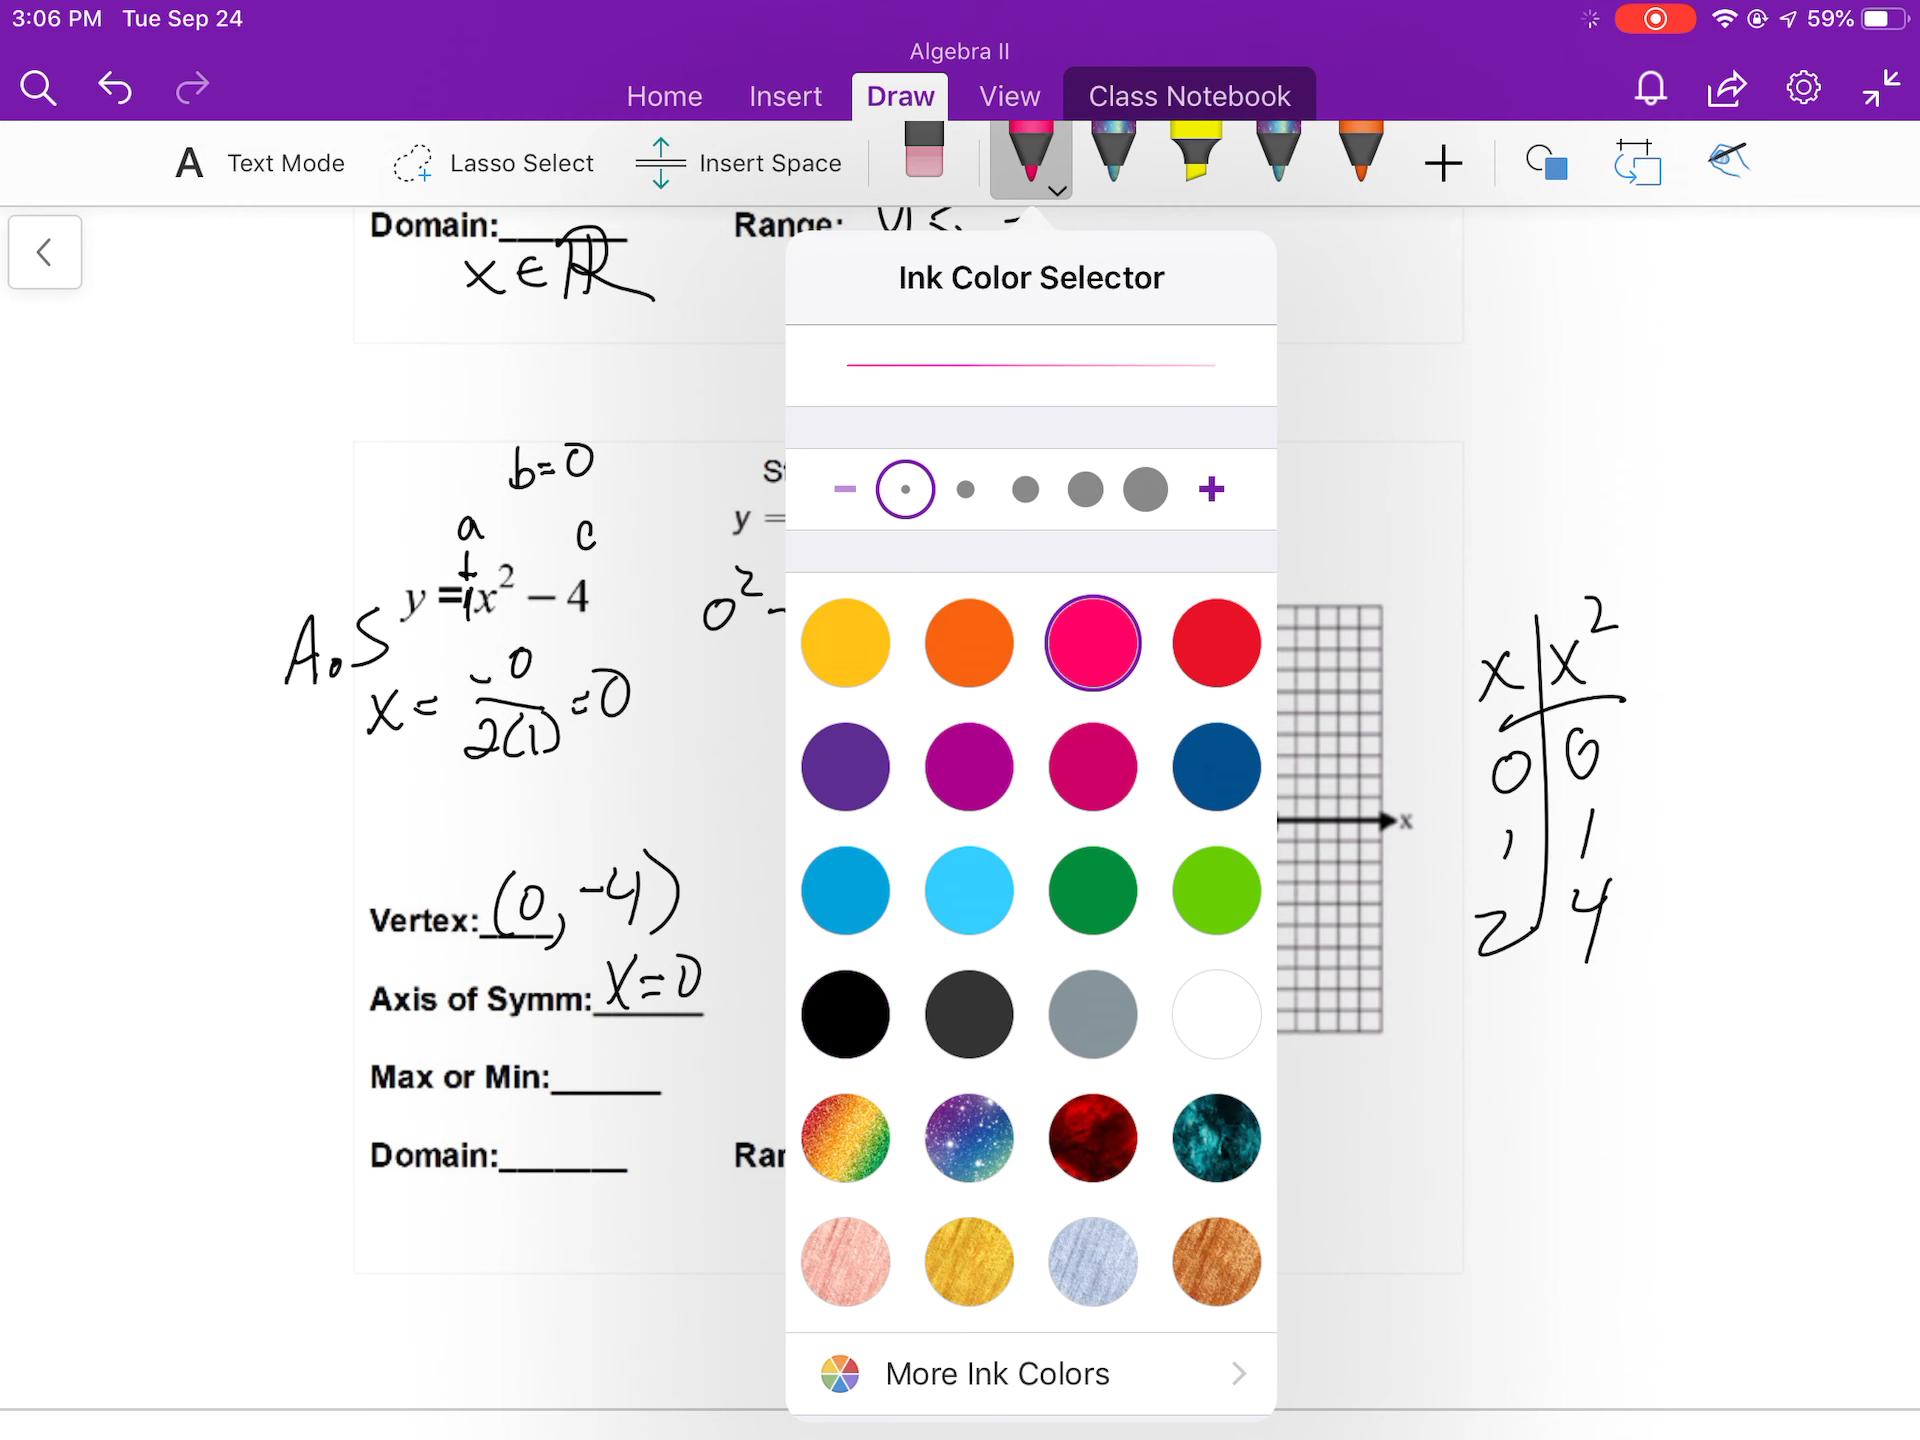 3:06 PM Tue Sep 24
59%
Algebra II
Home Insert Draw View Class Notebook
A Text Mode Lasso Select Insert Space
Domain:
Range:
x ∈ ℝ
Ink Color Selector
b=0
a c
y =1x² − 4
y =
0² -
A.S
x = -0/2(1) =0
x | x²
0 | 0
1 | 1
2 | 4
x
Vertex: (0, -4)
Axis of Symm: x=0
Max or Min:
Domain:
More Ink Colors